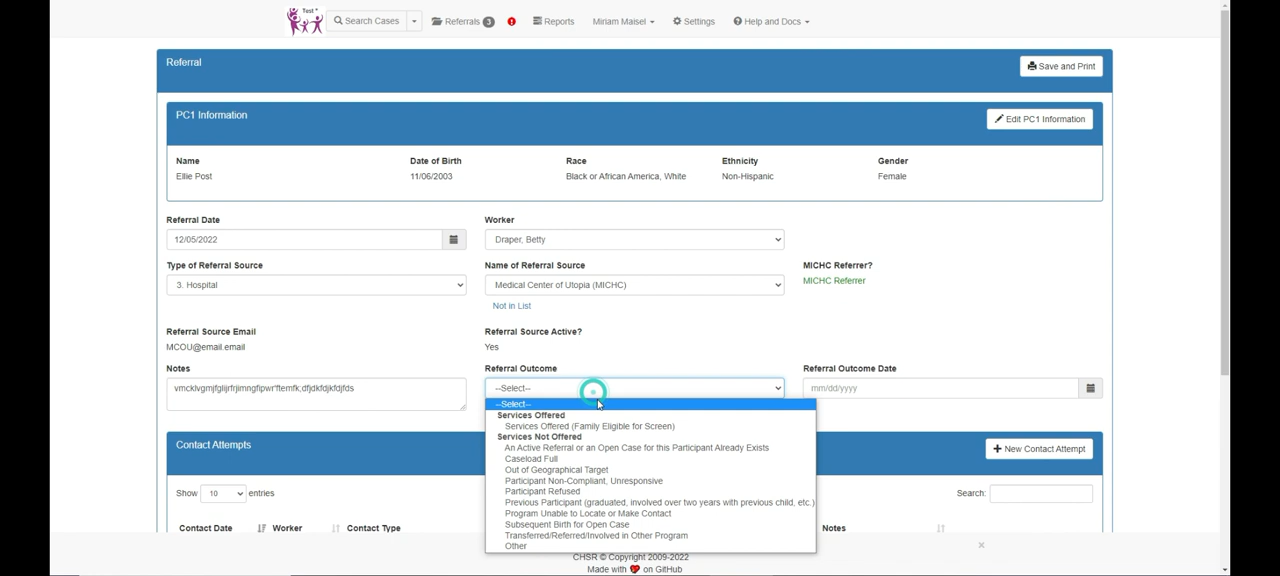 Test *
Search Cases
Referrals 3
Reports
Miriam Maisel
Settings
Help and Docs
Referral
Save and Print
PC1 Information
Edit PC1 Information
Name Date of Birth Race Ethnicity Gender
Ellie Post 11/06/2003 Black or African America, White Non-Hispanic Female
Referral Date Worker
12/05/2022 Draper, Betty
Type of Referral Source Name of Referral Source MICHC Referrer?
3. Hospital Medical Center of Utopia (MICHC) MICHC Referrer
Not in List
Referral Source Email Referral Source Active?
MCOU@email.email Yes
Notes Referral Outcome Referral Outcome Date
--Select-- mm/dd/yyyy
--Select--
Services Offered
Services Offered (Family Eligible for Screen)
Services Not Offered
An Active Referral or an Open Case for this Participant Already Exists
Caseload Full
Out of Geographical Target
Participant Non-Compliant, Unresponsive
Participant Refused
Previous Participant (graduated, involved over two years with previous child, etc.)
Program Unable to Locate or Make Contact
Subsequent Birth for Open Case
Transferred/Referred/Involved in Other Program
Other
Contact Attempts
New Contact Attempt
Show 10 entries Search:
Contact Date Worker Contact Type Notes
CHSR © Copyright 2009-2022
Made with ❤ on GitHub